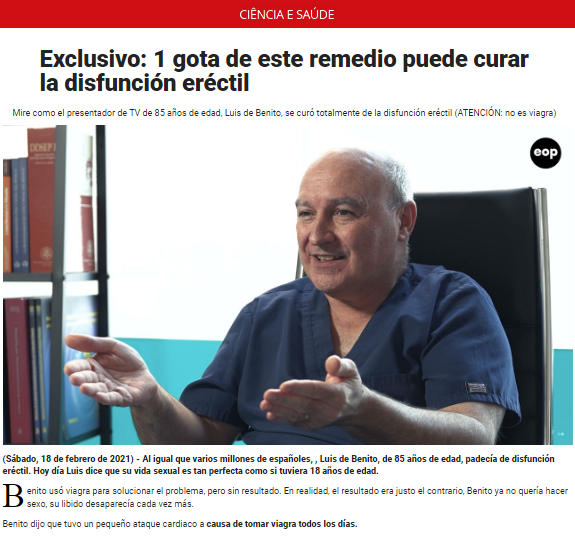 CIÊNCIA E SAÚDE
Exclusivo: 1 gota de este remedio puede curar
la disfunción eréctil
Mire como el presentador de TV de 85 años de edad, Luis de Benito, se curó totalmente de la disfunción eréctil (ATENCIÓN: no es viagra)
eop
(Sábado, 18 de febrero de 2021) - Al igual que varios millones de españoles, , Luis de Benito, de 85 años de edad, padecía de disfunción
eréctil. Hoy día Luis dice que su vida sexual es tan perfecta como si tuviera 18 años de edad.
Benito usó viagra para solucionar el problema, pero sin resultado. En realidad, el resultado era justo el contrario, Benito ya no quería hacer
sexo, su libido desaparecía cada vez más.
Benito dijo que tuvo un pequeño ataque cardiaco a causa de tomar viagra todos los días.